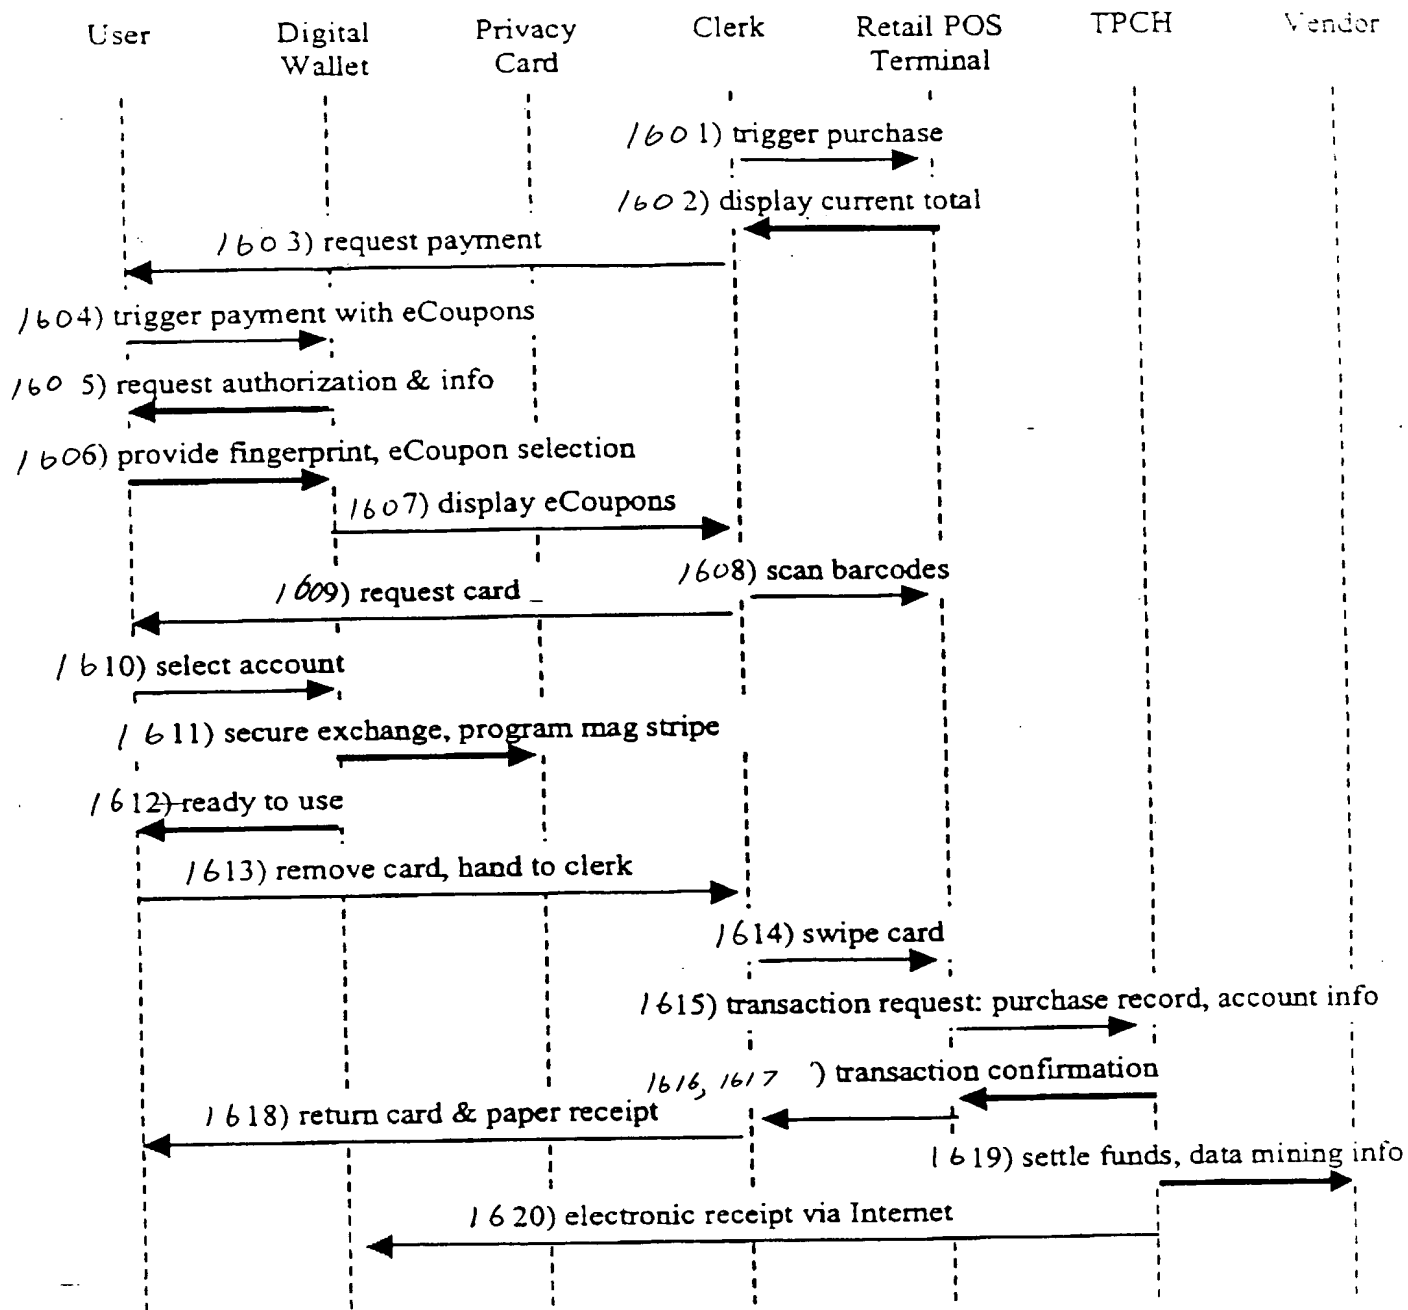 User
Digital
Wallet
Privacy
Card
Clerk
Retail POS
Terminal
TPCH
Vendor
1601) trigger purchase
1602) display current total
1603) request payment
1604) trigger payment with eCoupons
1605) request authorization & info
1606) provide fingerprint, eCoupon selection
1607) display eCoupons
1608) scan barcodes
1609) request card
1610) select account
1611) secure exchange, program mag stripe
1612) ready to use
1613) remove card, hand to clerk
1614) swipe card
1615) transaction request: purchase record, account info
1616, 1617 ) transaction confirmation
1618) return card & paper receipt
1619) settle funds, data mining info
1620) electronic receipt via Internet